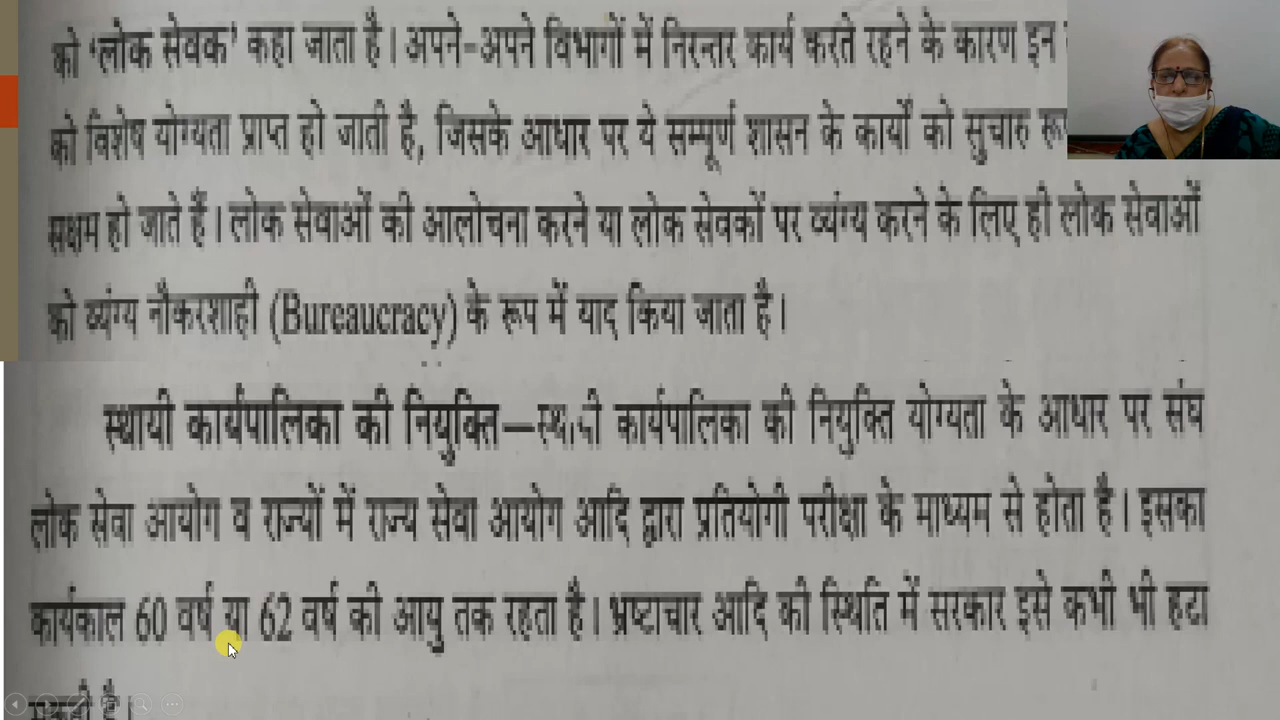 को ‘लोक सेवक’ कहा जाता है। अपने-अपने विभागों में निरन्तर कार्य करते रहने के कारण इन
को विशेष योग्यता प्राप्त हो जाती है, जिसके आधार पर ये सम्पूर्ण शासन के कार्यों को सुचारु
सक्षम हो जाते हैं। लोक सेवाओं की आलोचना करने या लोक सेवकों पर व्यंग्य करने के लिए ही लोक सेवाओं
को व्यंग्य नौकरशाही (Bureaucracy) के रूप में याद किया जाता है।
स्थायी कार्यपालिका की नियुक्ति—स्थायी कार्यपालिका की नियुक्ति योग्यता के आधार पर संघ
लोक सेवा आयोग व राज्यों में राज्य सेवा आयोग आदि द्वारा प्रतियोगी परीक्षा के माध्यम से होता है। इसका
कार्यकाल 60 वर्ष या 62 वर्ष की आयु तक रहता है। भ्रष्टाचार आदि की स्थिति में सरकार इसे कभी भी हटा
है।